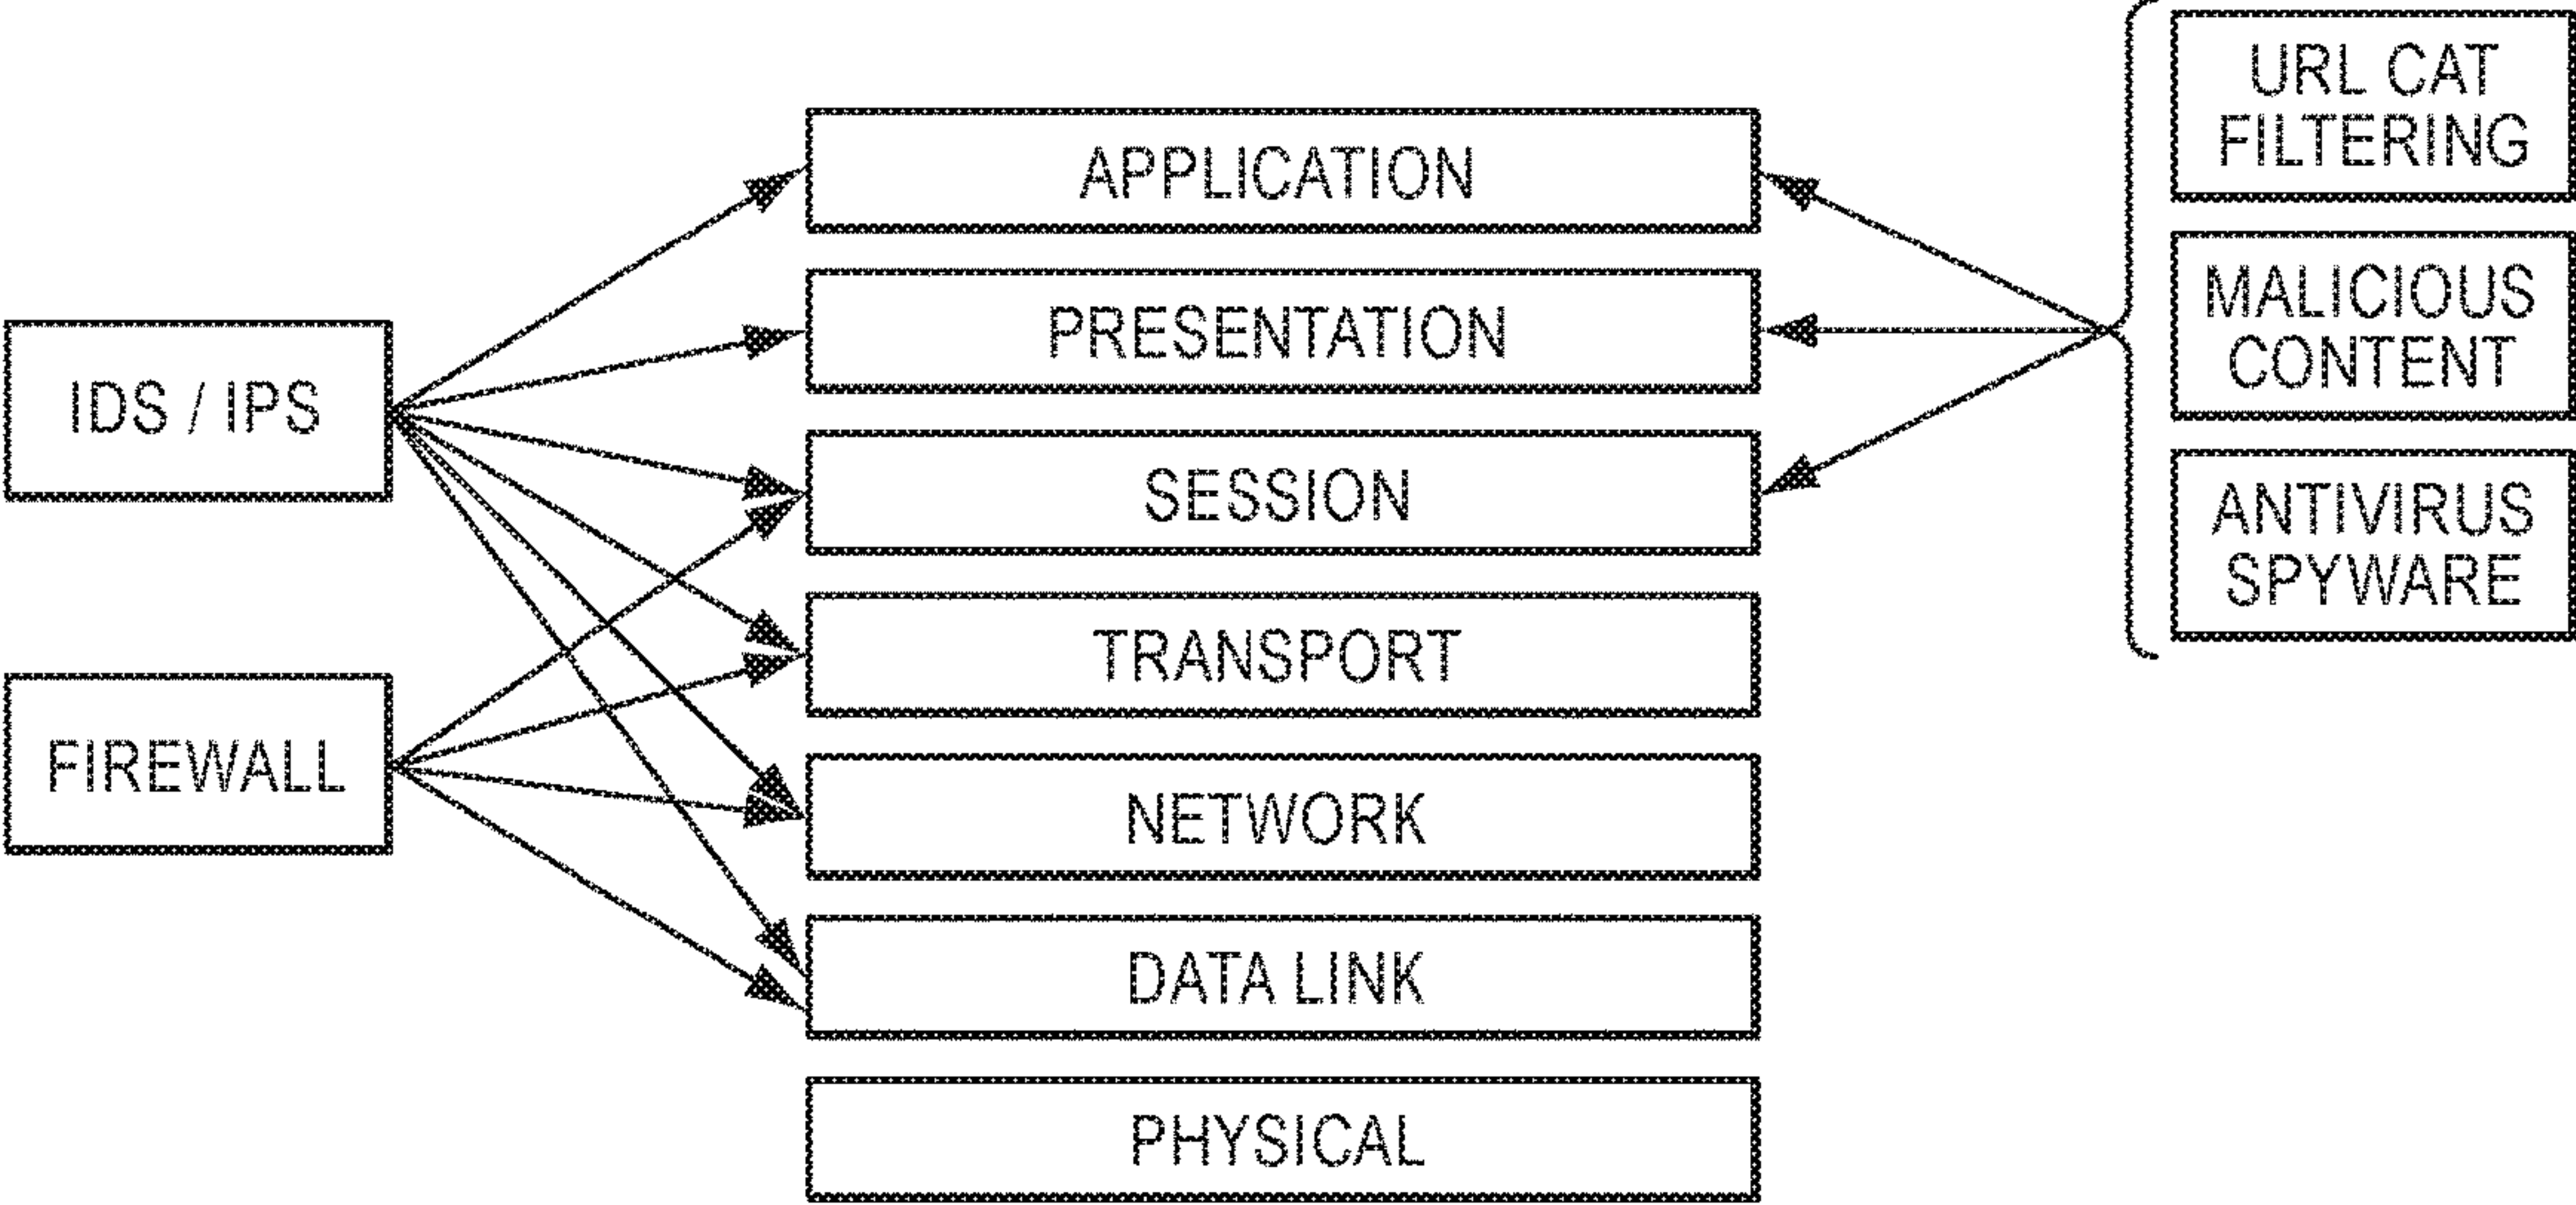 IDS / IPS
FIREWALL
APPLICATION
PRESENTATION
SESSION
TRANSPORT
NETWORK
DATA LINK
PHYSICAL
URL CAT
FILTERING
MALICIOUS
CONTENT
ANTIVIRUS
SPYWARE